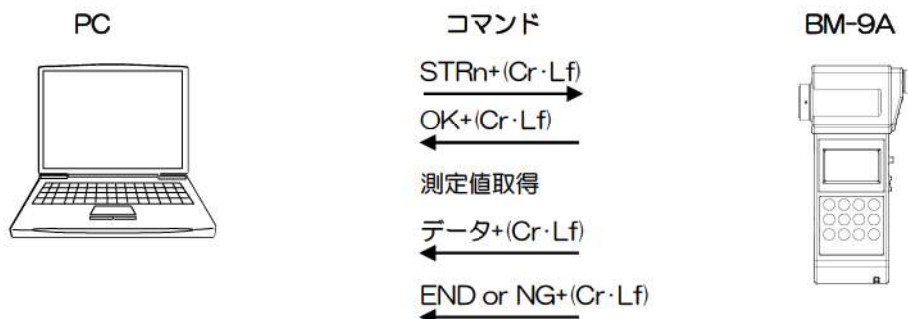 PC
コマンド
BM-9A
STRn+(Cr·Lf)
OK+(Cr·Lf)
測定値取得
データ+(Cr·Lf)
END or NG+(Cr·Lf)